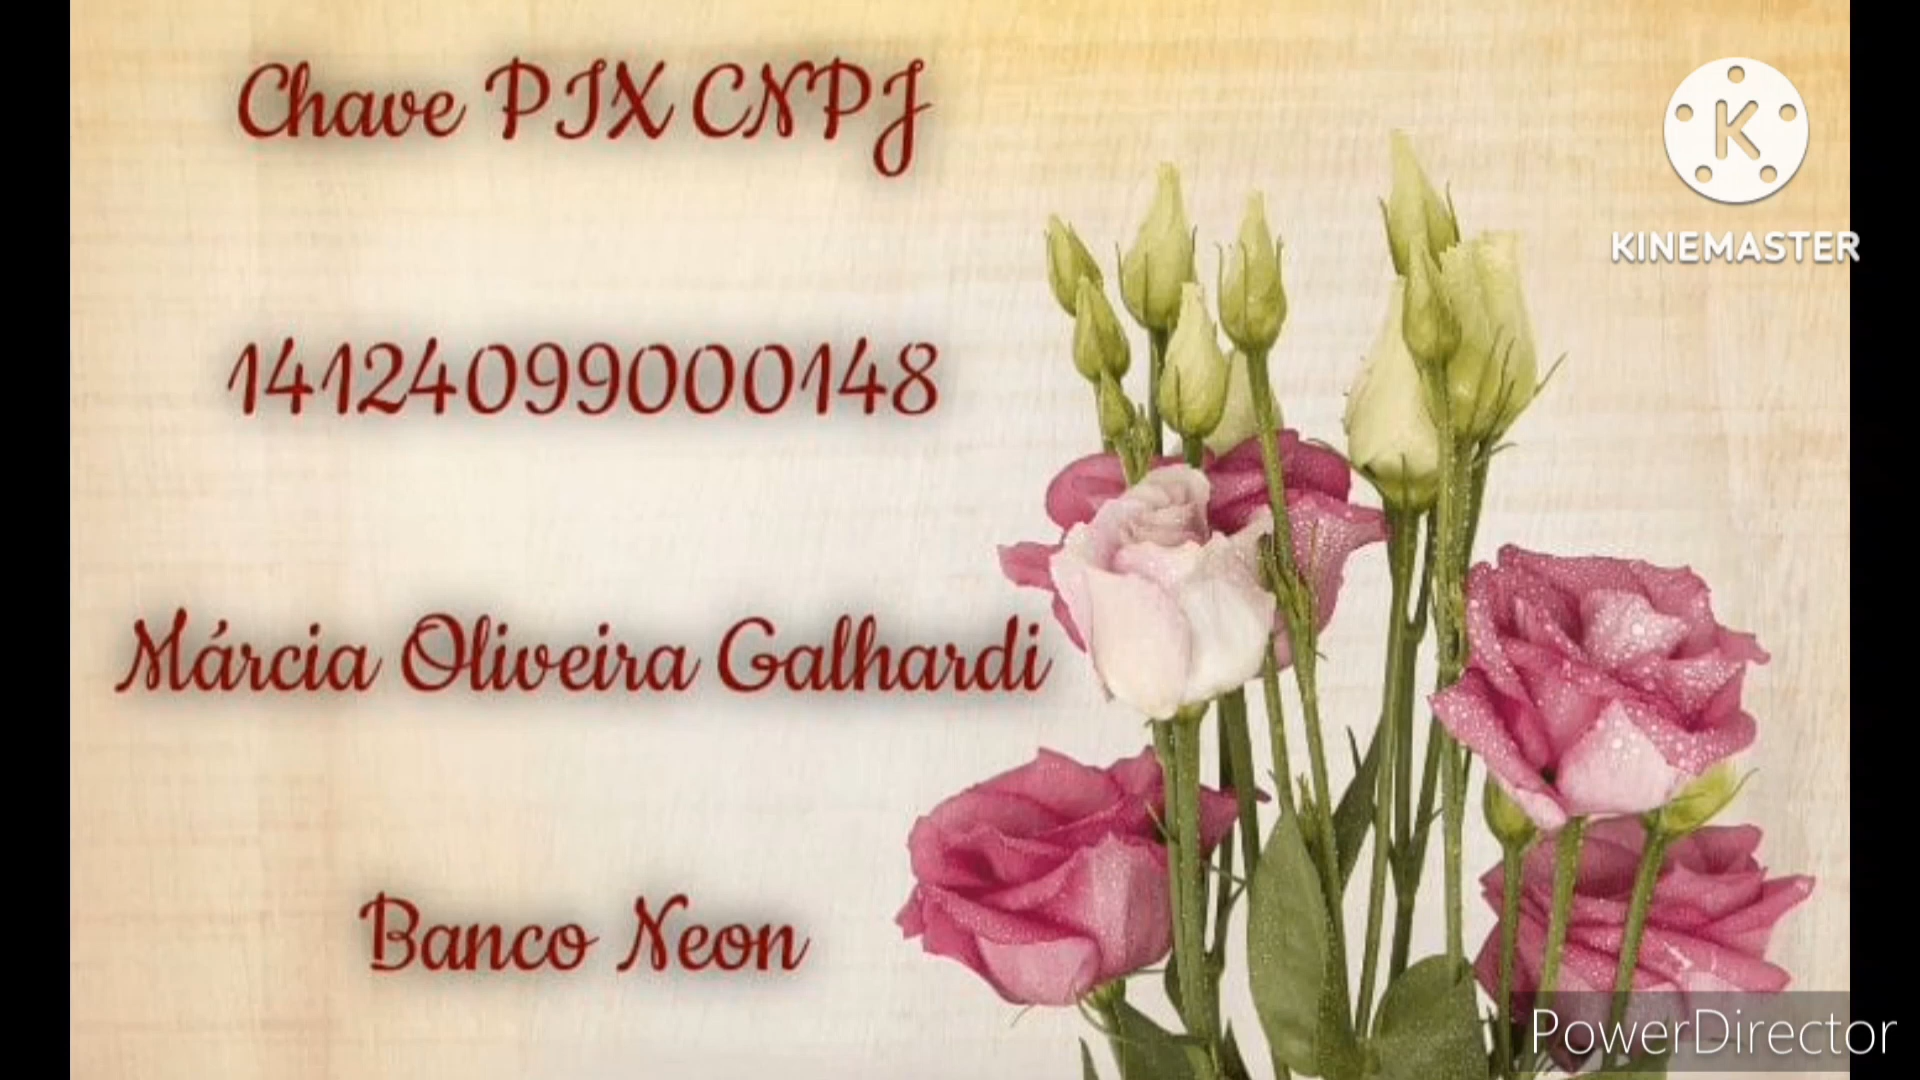 Chave PIX CNPJ
14124099000148
Márcia Oliveira Galhardi
Banco Neon
K
KINEMASTER
PowerDirector